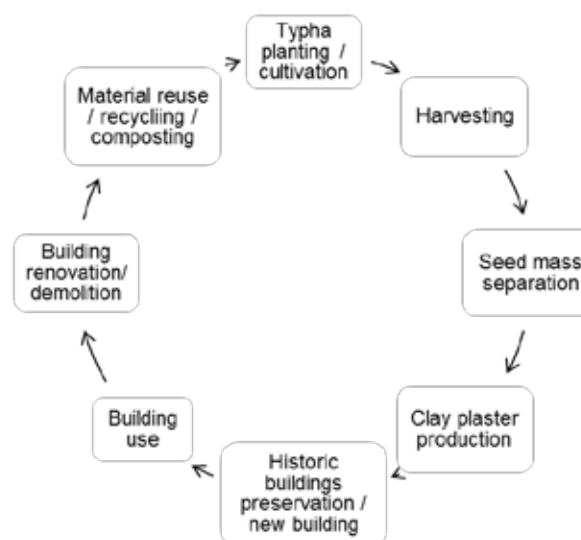 Typha
planting /
cultivation
Harvesting
Seed mass
separation
Clay plaster
production
Historic
buildings
preservation /
new building
Building
use
Building
renovation/
demolition
Material reuse
/ recycliing /
composting